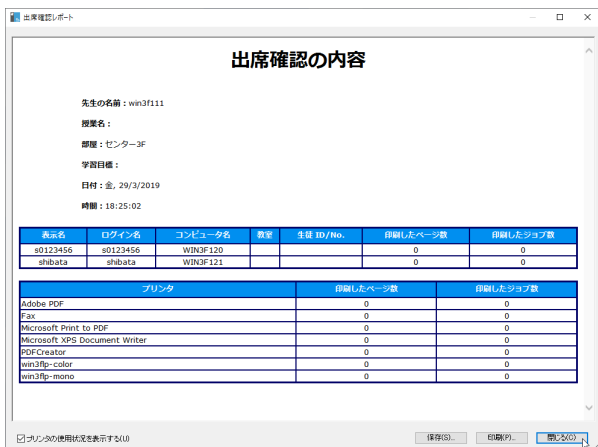 出席確認レポート
出席確認の内容
先生の名前：win3f111
授業名：
部屋：センター3F
学習目標：
日付：金, 29/3/2019
時間：18:25:02
表示名 ログイン名 コンピュータ名 教室 生徒 ID/No. 印刷したページ数 印刷したジョブ数
s0123456 s0123456 WIN3F120 0 0
shibata shibata WIN3F121 0 0
プリンタ 印刷したページ数 印刷したジョブ数
Adobe PDF 0 0
Fax 0 0
Microsoft Print to PDF 0 0
Microsoft XPS Document Writer 0 0
PDFCreator 0 0
win3flp-color 0 0
win3flp-mono 0 0
プリンタの使用状況を表示する(U) 保存(S)... 印刷(P)... 閉じる(C)